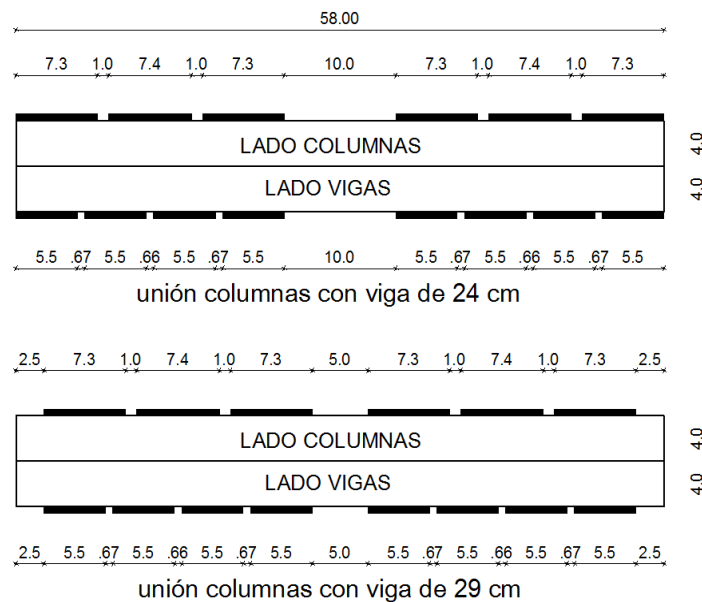 58.00
7.3 1.0 7.4 1.0 7.3 10.0 7.3 1.0 7.4 1.0 7.3
LADO COLUMNAS
4.0
LADO VIGAS
4.0
5.5 .67 5.5 .66 5.5 .67 5.5 10.0 5.5 .67 5.5 .66 5.5 .67 5.5
unión columnas con viga de 24 cm
2.5 7.3 1.0 7.4 1.0 7.3 5.0 7.3 1.0 7.4 1.0 7.3 2.5
LADO COLUMNAS
4.0
LADO VIGAS
4.0
2.5 5.5 .67 5.5 .66 5.5 .67 5.5 5.0 5.5 .67 5.5 .66 5.5 .67 5.5 2.5
unión columnas con viga de 29 cm